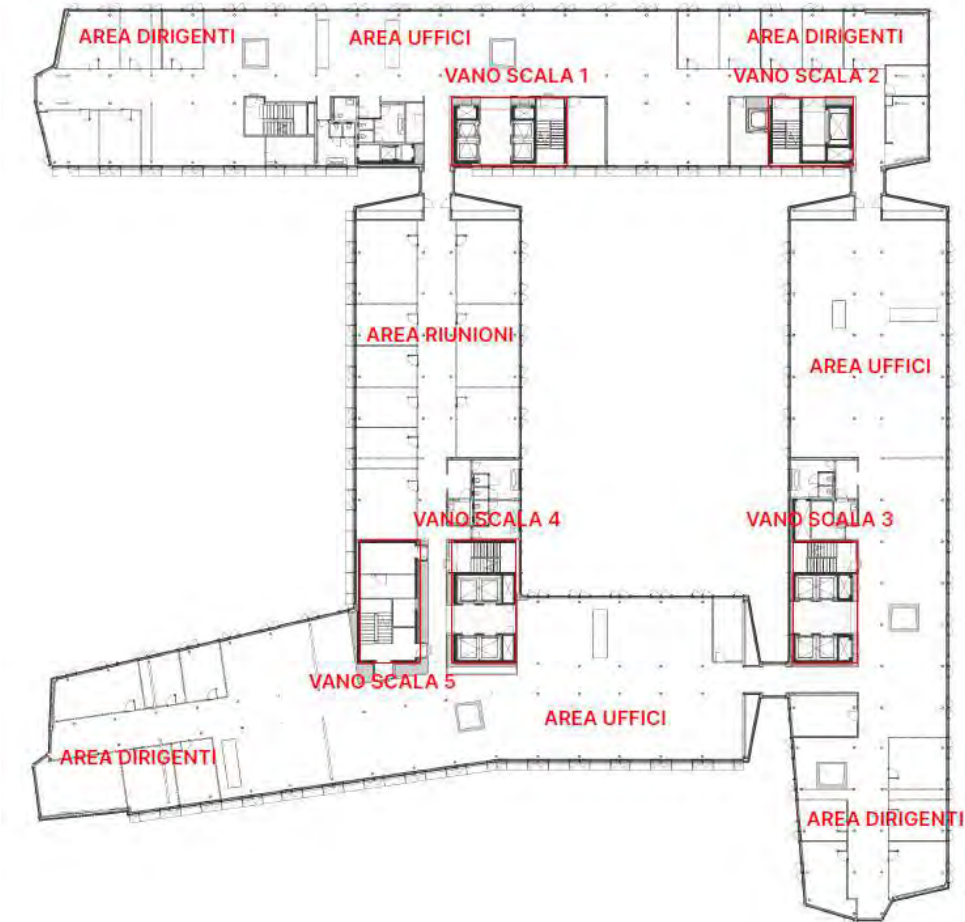 AREA DIRIGENTI
AREA UFFICI
AREA DIRIGENTI
VANO SCALA 1
VANO SCALA 2
AREA RIUNIONI
AREA UFFICI
VANO SCALA 4
VANO SCALA 3
VANO SCALA 5
AREA UFFICI
AREA DIRIGENTI
AREA DIRIGENTI